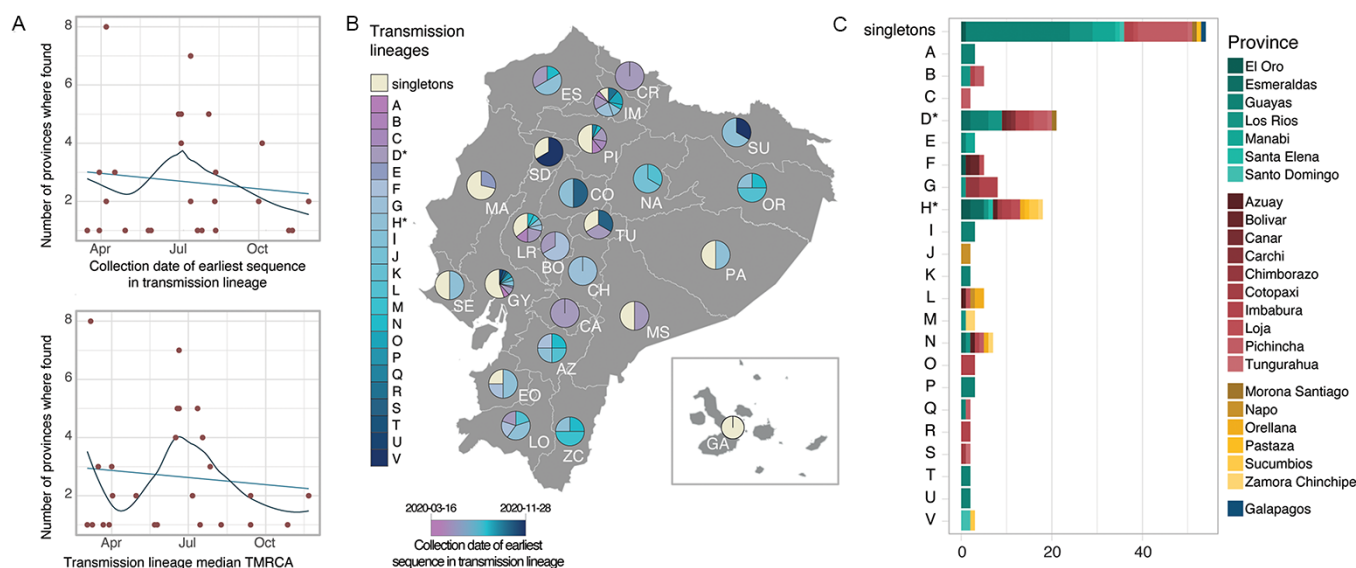 A
Number of provinces where found
8
6
4
2
Apr
Jul
Oct
Collection date of earliest sequence
in transmission lineage
Number of provinces where found
8
6
4
2
Apr
Jul
Oct
Transmission lineage median TMRCA
B
Transmission
lineages
singletons
A
B
C
D*
E
F
G
H*
I
J
K
L
M
N
O
P
Q
R
S
T
U
V
ES
CR
IM
PI
SU
SD
MA
CO
NA
OR
LR
TU
BO
PA
SE
GY
CH
CA
MS
AZ
EO
LO
ZC
GA
2020-03-16
2020-11-28
Collection date of earliest
sequence in transmission lineage
C
singletons
A
B
C
D*
E
F
G
H*
I
J
K
L
M
N
O
P
Q
R
S
T
U
V
0
20
40
Province
El Oro
Esmeraldas
Guayas
Los Rios
Manabi
Santa Elena
Santo Domingo
Azuay
Bolivar
Canar
Carchi
Chimborazo
Cotopaxi
Imbabura
Loja
Pichincha
Tungurahua
Morona Santiago
Napo
Orellana
Pastaza
Sucumbios
Zamora Chinchipe
Galapagos